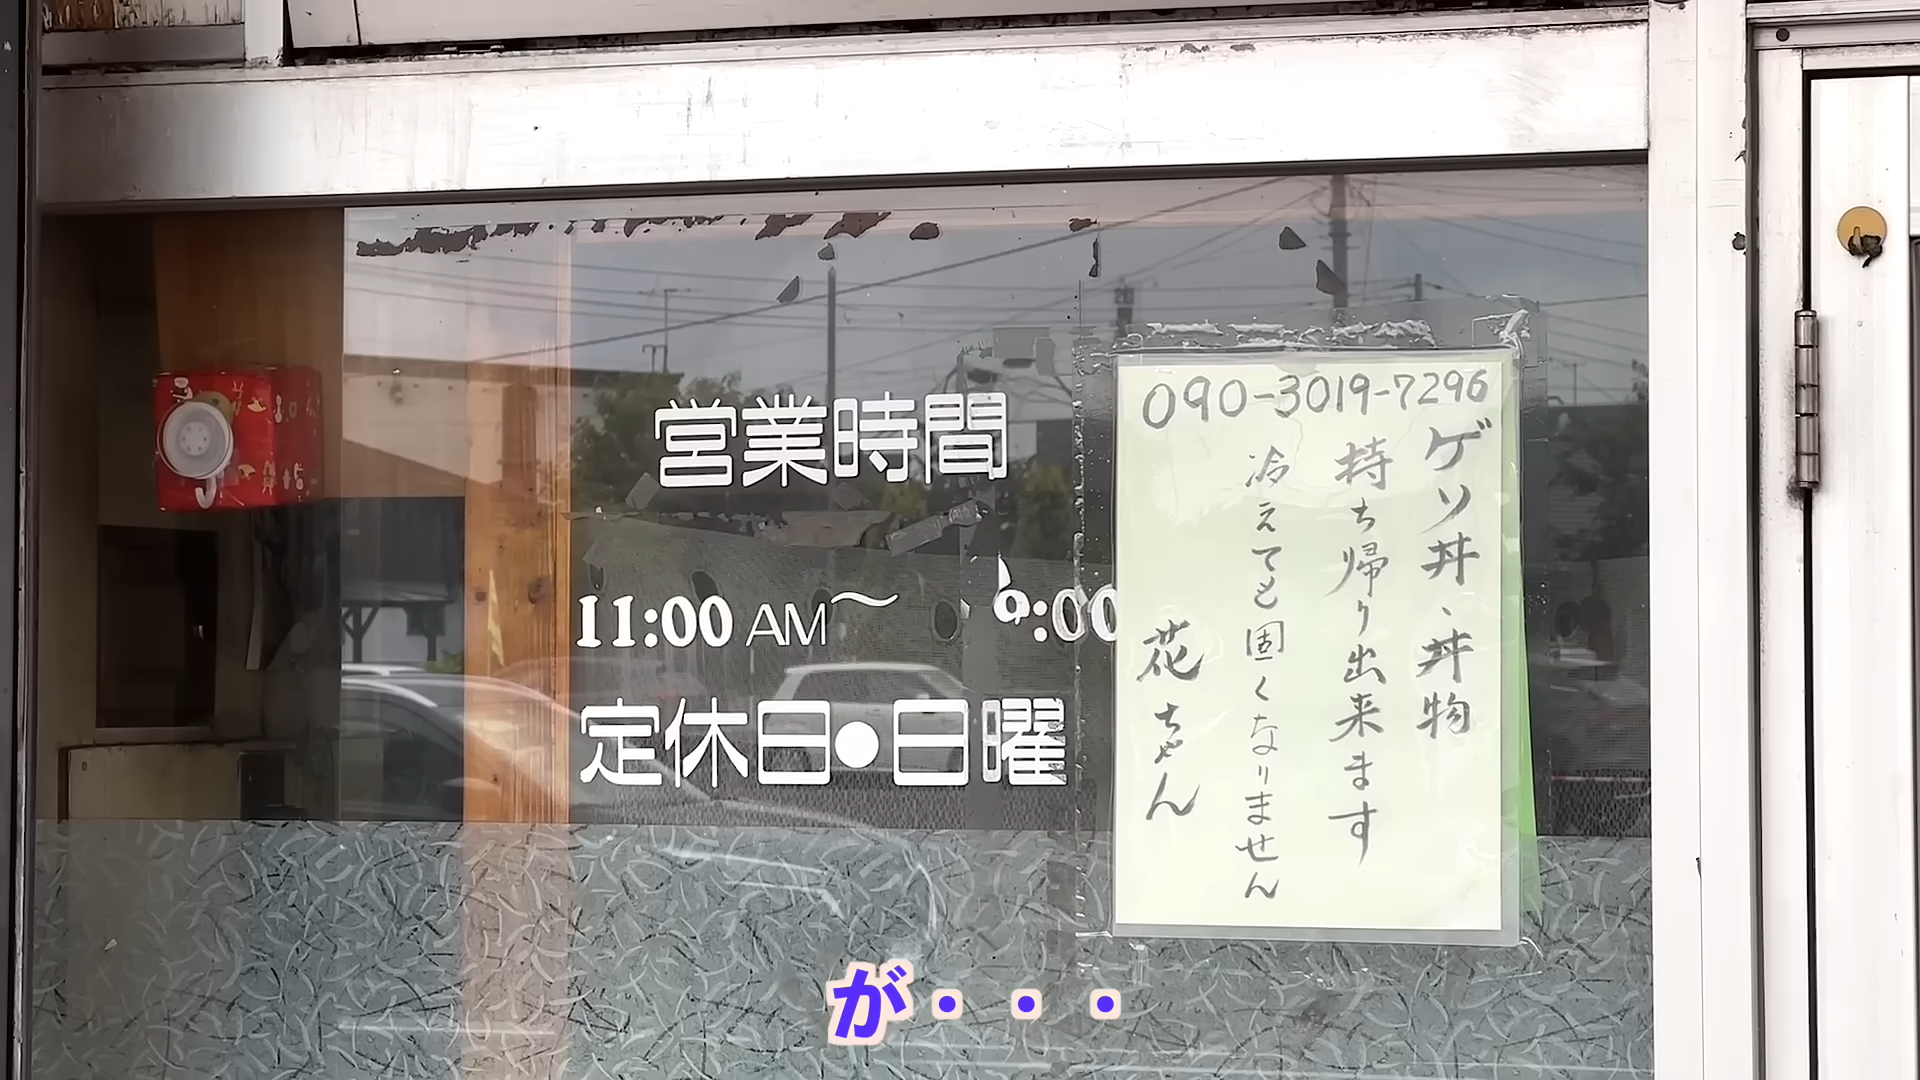 営業時間
11:00 AM〜 :00
定休日●日曜
090-3019-7296
ゲソ丼、丼物
持ち帰り出来ます
冷えても固くなりません
花ちゃん
が・・・